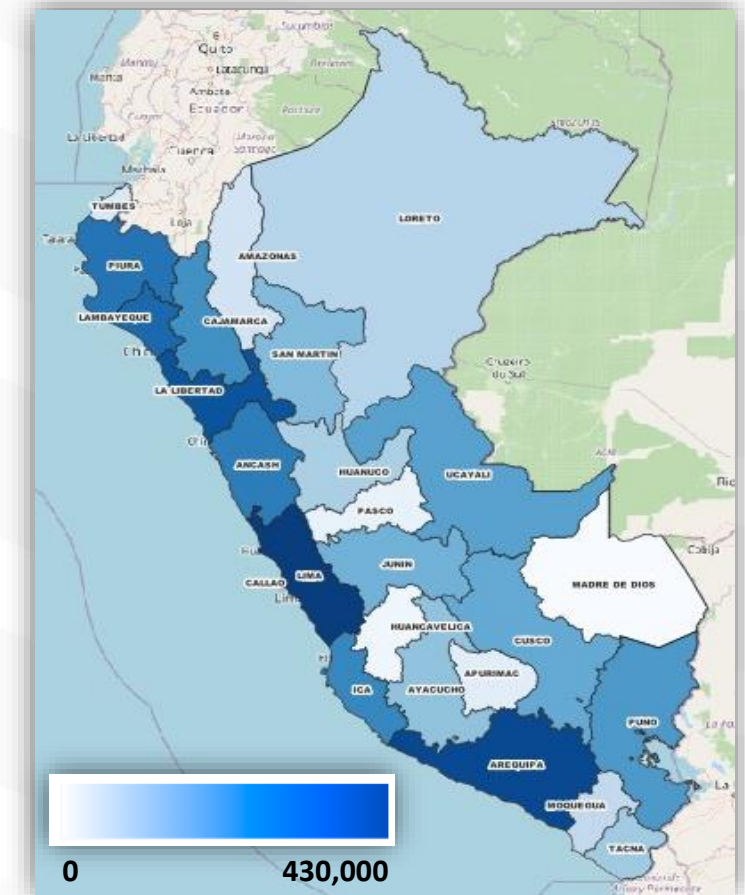 Quito
Latacunga
Ambato
Ecuador
La Libertad
Cuenca
Machala
Loja
TUMBES
PIURA
LORETO
AMAZONAS
LAMBAYEQUE
CAJAMARCA
SAN MARTIN
Cruzeiro
do Sul
LA LIBERTAD
ANCASH
HUANUCO
UCAYALI
PASCO
Cobija
JUNIN
CALLAO
LIMA
MADRE DE DIOS
HUANCAVELICA
CUSCO
APURIMAC
ICA
AYACUCHO
PUNO
AREQUIPA
MOQUEGUA
TACNA
0 430,000